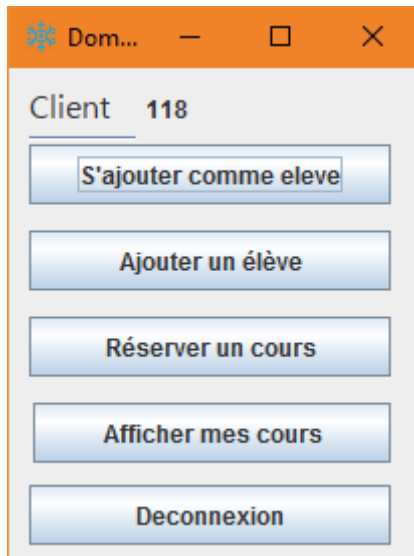 Dom...
Client 118
S'ajouter comme eleve
Ajouter un élève
Réserver un cours
Afficher mes cours
Deconnexion